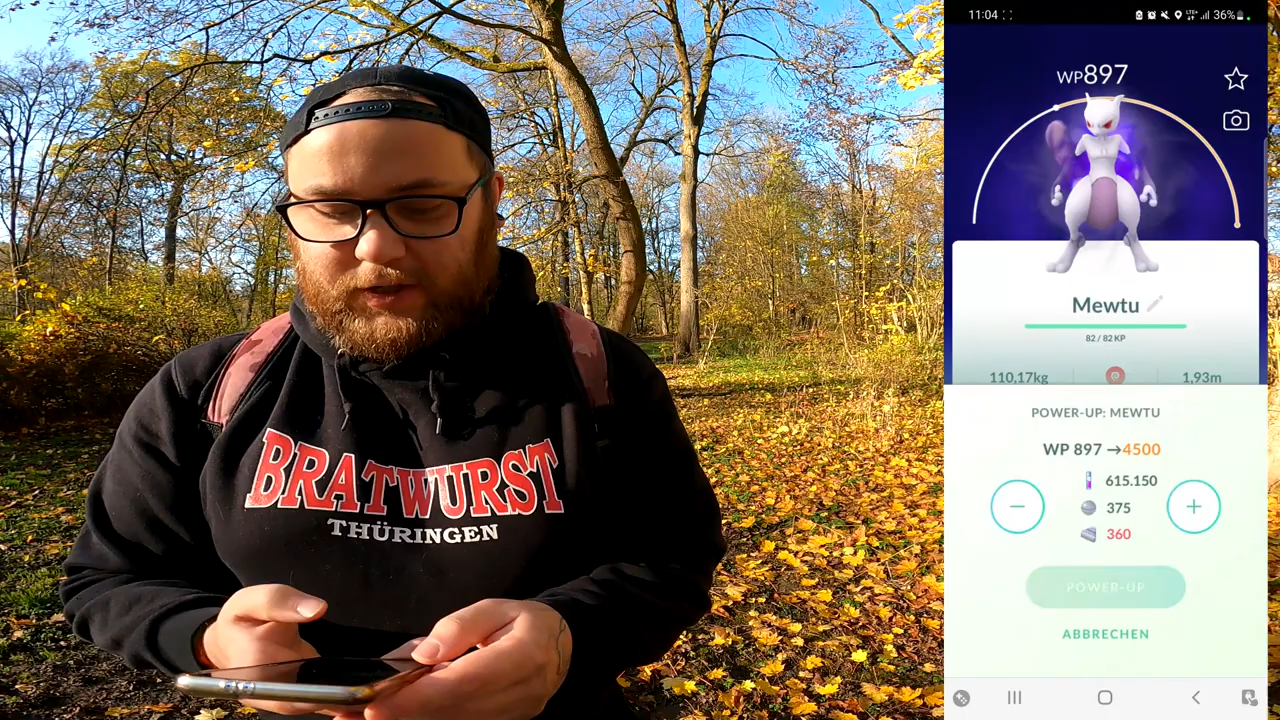 BRATWURST
THÜRINGEN
11:04
LTE+
36%
WP897
Mewtu
82 / 82 KP
110,17kg
1,93m
POWER-UP: MEWTU
WP 897 →4500
615.150
375
360
POWER-UP
ABBRECHEN